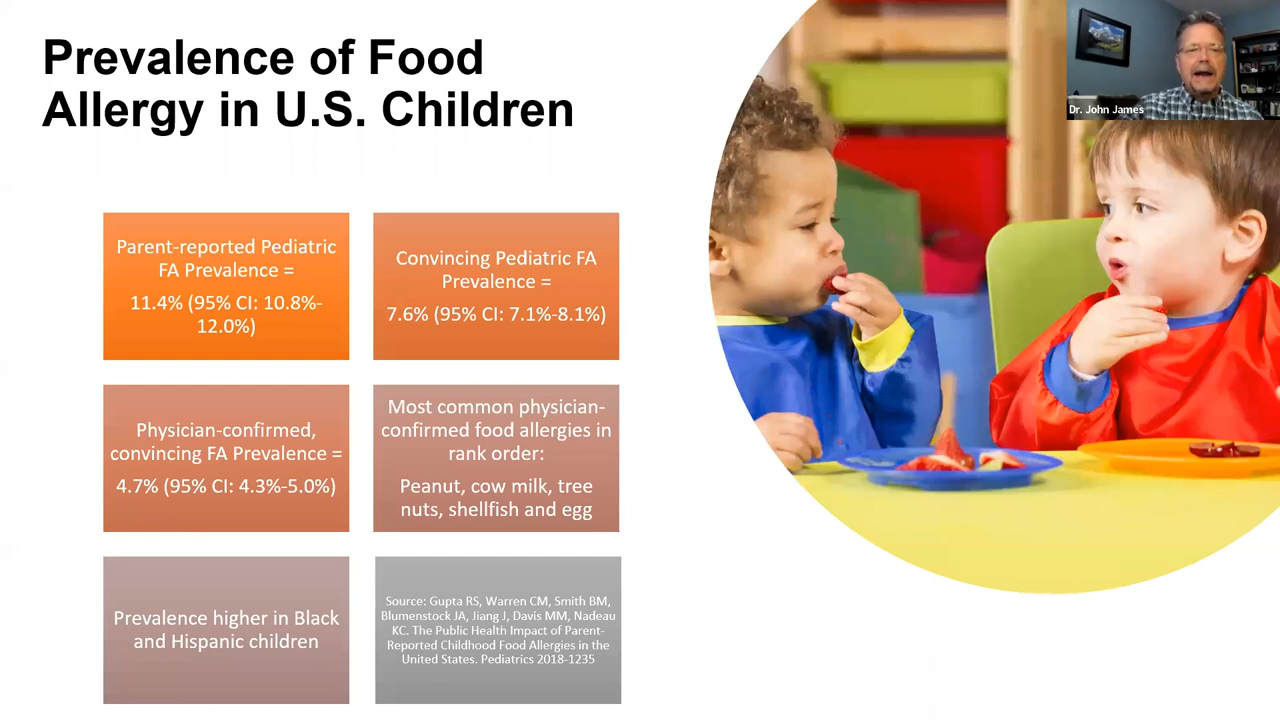 Prevalence of Food
Allergy in U.S. Children
Dr. John James
Parent-reported Pediatric
FA Prevalence =
11.4% (95% CI: 10.8%-
12.0%)
Convincing Pediatric FA
Prevalence =
7.6% (95% CI: 7.1%-8.1%)
Physician-confirmed,
convincing FA Prevalence =
4.7% (95% CI: 4.3%-5.0%)
Most common physician-
confirmed food allergies in
rank order:
Peanut, cow milk, tree
nuts, shellfish and egg
Prevalence higher in Black
and Hispanic children
Source: Gupta RS, Warren CM, Smith BM,
Blumenstock JA, Jiang J, Davis MM, Nadeau
KC. The Public Health Impact of Parent-
Reported Childhood Food Allergies in the
United States. Pediatrics 2018-1235